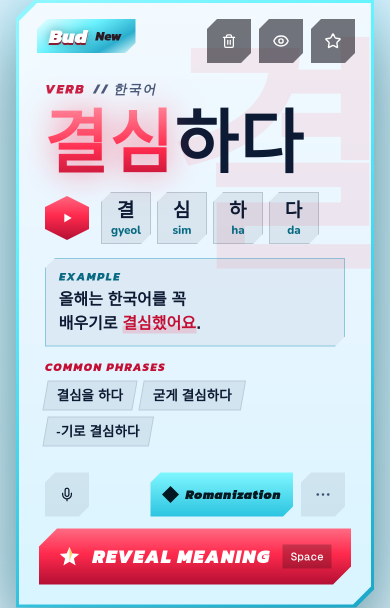 Bud New
VERB // 한국어
결심하다
결 심 하 다
gyeol sim ha da
EXAMPLE
올해는 한국어를 꼭
배우기로 결심했어요.
COMMON PHRASES
결심을 하다 굳게 결심하다
-기로 결심하다
Romanization
REVEAL MEANING Space